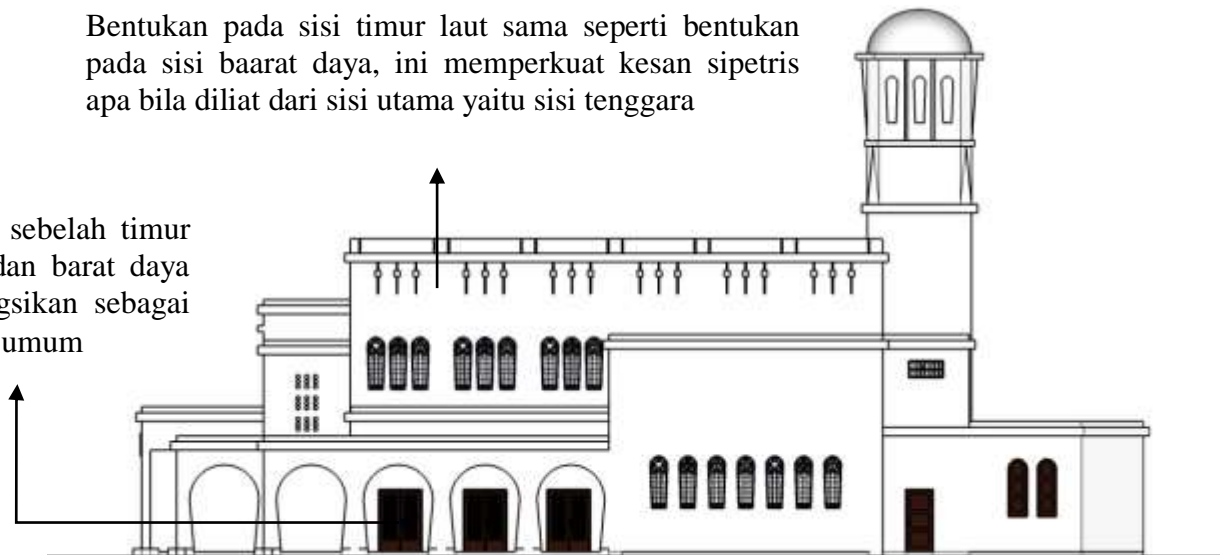 Bentukan pada sisi timur laut sama seperti bentukan
pada sisi baarat daya, ini memperkuat kesan sipetris
apa bila diliat dari sisi utama yaitu sisi tenggara
sebelah timur
dan barat daya
gsikan sebagai
umum